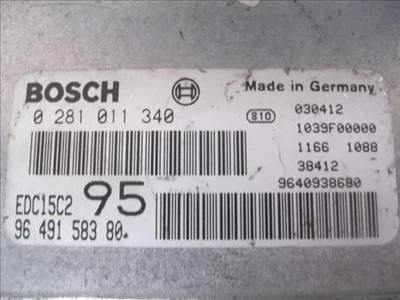 BOSCH
Made in Germany
0 281 011 340
810
030412
1039F00000
1166 1088
38412
9640938680
EDC15C2 95
96 491 583 80